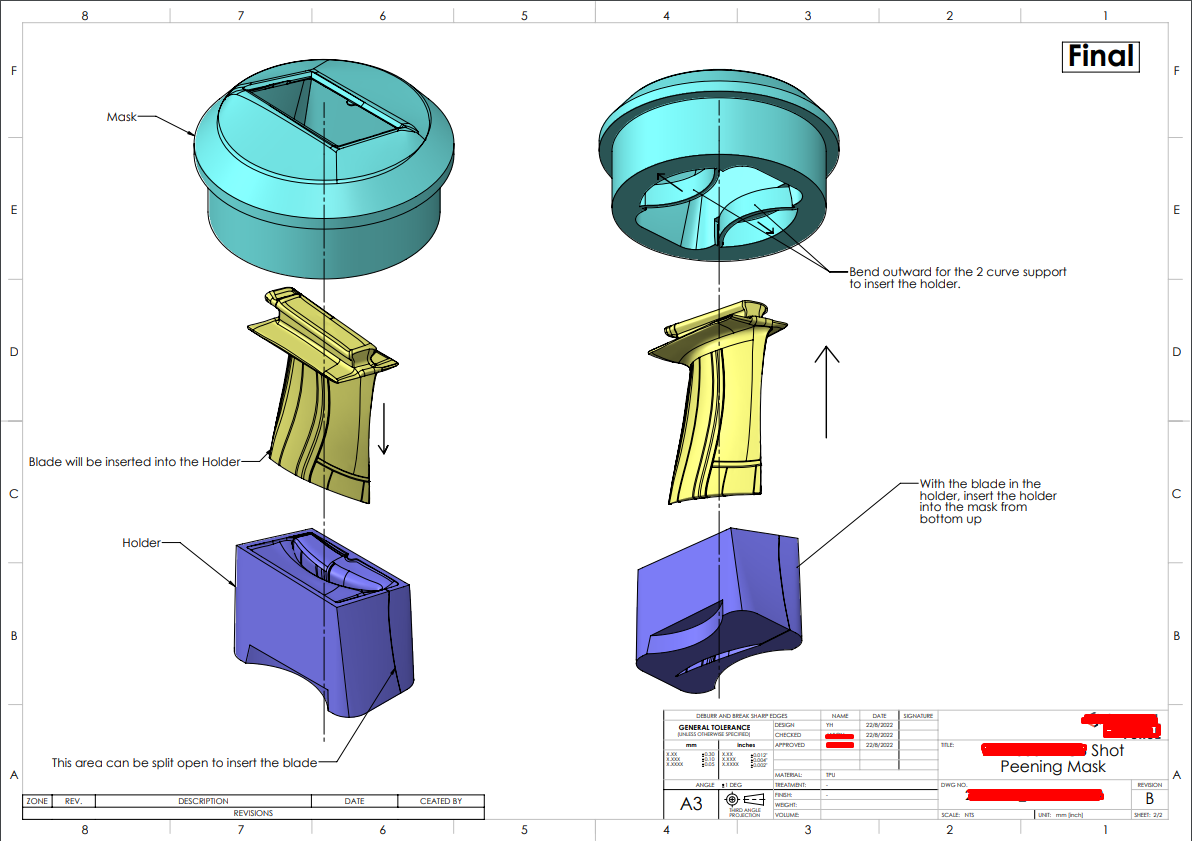 8 7 6 5 4 3 2 1
F
F
Final
Mask
E
E
Bend outward for the 2 curve support
to insert the holder.
D
D
Blade will be inserted into the Holder
With the blade in the
holder, insert the holder
into the mask from
bottom up
C
C
Holder
B
B
This area can be split open to insert the blade
A
A
ZONE REV. DESCRIPTION DATE CEATED BY
REVISIONS
DEBURR AND BREAK SHARP EDGES
GENERAL TOLERANCE
(UNLESS OTHERWISE SPECIFIED)
mm inches
X.XX ±0.30 X.XX ±0.012"
X.XXX ±0.10 X.XXX ±0.004"
X.XXXX ±0.05 X.XXXX ±0.002"
ANGLE ±1 DEG
A3
THIRD ANGLE
PROJECTION
NAME DATE SIGNATURE
DESIGN YH 22/8/2022
CHECKED 22/8/2022
APPROVED 22/8/2022
MATERIAL: TPU
TREATMENT: -
FINISH: -
WEIGHT:
VOLUME:
TITLE:
Shot
Peening Mask
DWG NO.
REVISION
B
SCALE: NTS
UNIT: mm (inch)
SHEET: 2/2
8 7 6 5 4 3 2 1